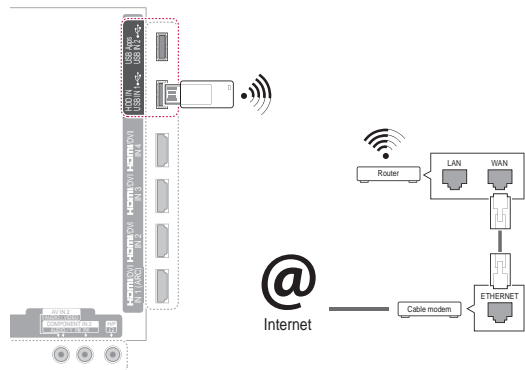 USB Apps
USB IN 2
HDD IN
USB IN 1
HDMI/DVI
IN 4
HDMI/DVI
IN 3
HDMI/DVI
IN 2
HDMI/DVI
IN 1 (ARC)
AV IN 2
AUDIO / VIDEO
COMPONENT IN 2
H/P
Router
LAN
WAN
ETHERNET
Cable modem
@
Internet